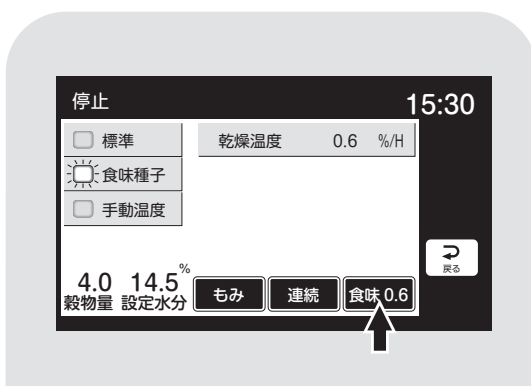 停止 15:30
標準 乾燥温度 0.6 %/H
食味種子
手動温度
戻る
4.0 14.5%
穀物量 設定水分 もみ 連続 食味 0.6